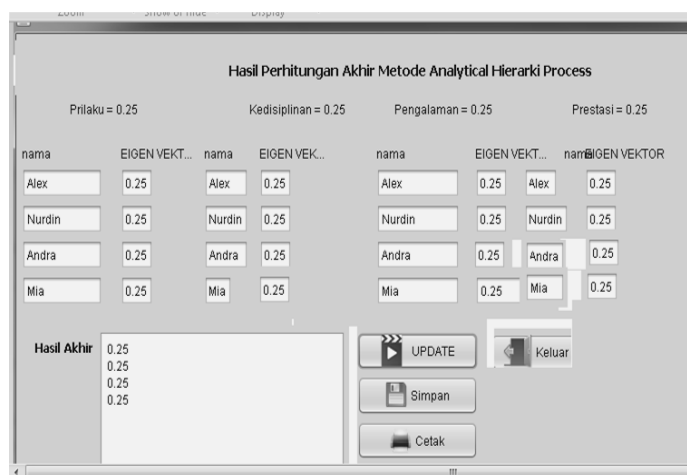 Zoom Show or hide Display
Hasil Perhitungan Akhir Metode Analytical Hierarki Process
Prilaku = 0.25 Kedisiplinan = 0.25 Pengalaman = 0.25 Prestasi = 0.25
nama EIGEN VEKT... nama EIGEN VEK... nama EIGEN VEKT... nama EIGEN VEKTOR
Alex 0.25 Alex 0.25 Alex 0.25 Alex 0.25
Nurdin 0.25 Nurdin 0.25 Nurdin 0.25 Nurdin 0.25
Andra 0.25 Andra 0.25 Andra 0.25 Andra 0.25
Mia 0.25 Mia 0.25 Mia 0.25 Mia 0.25
Hasil Akhir 0.25 UPDATE Keluar
0.25
0.25
0.25
Simpan
Cetak